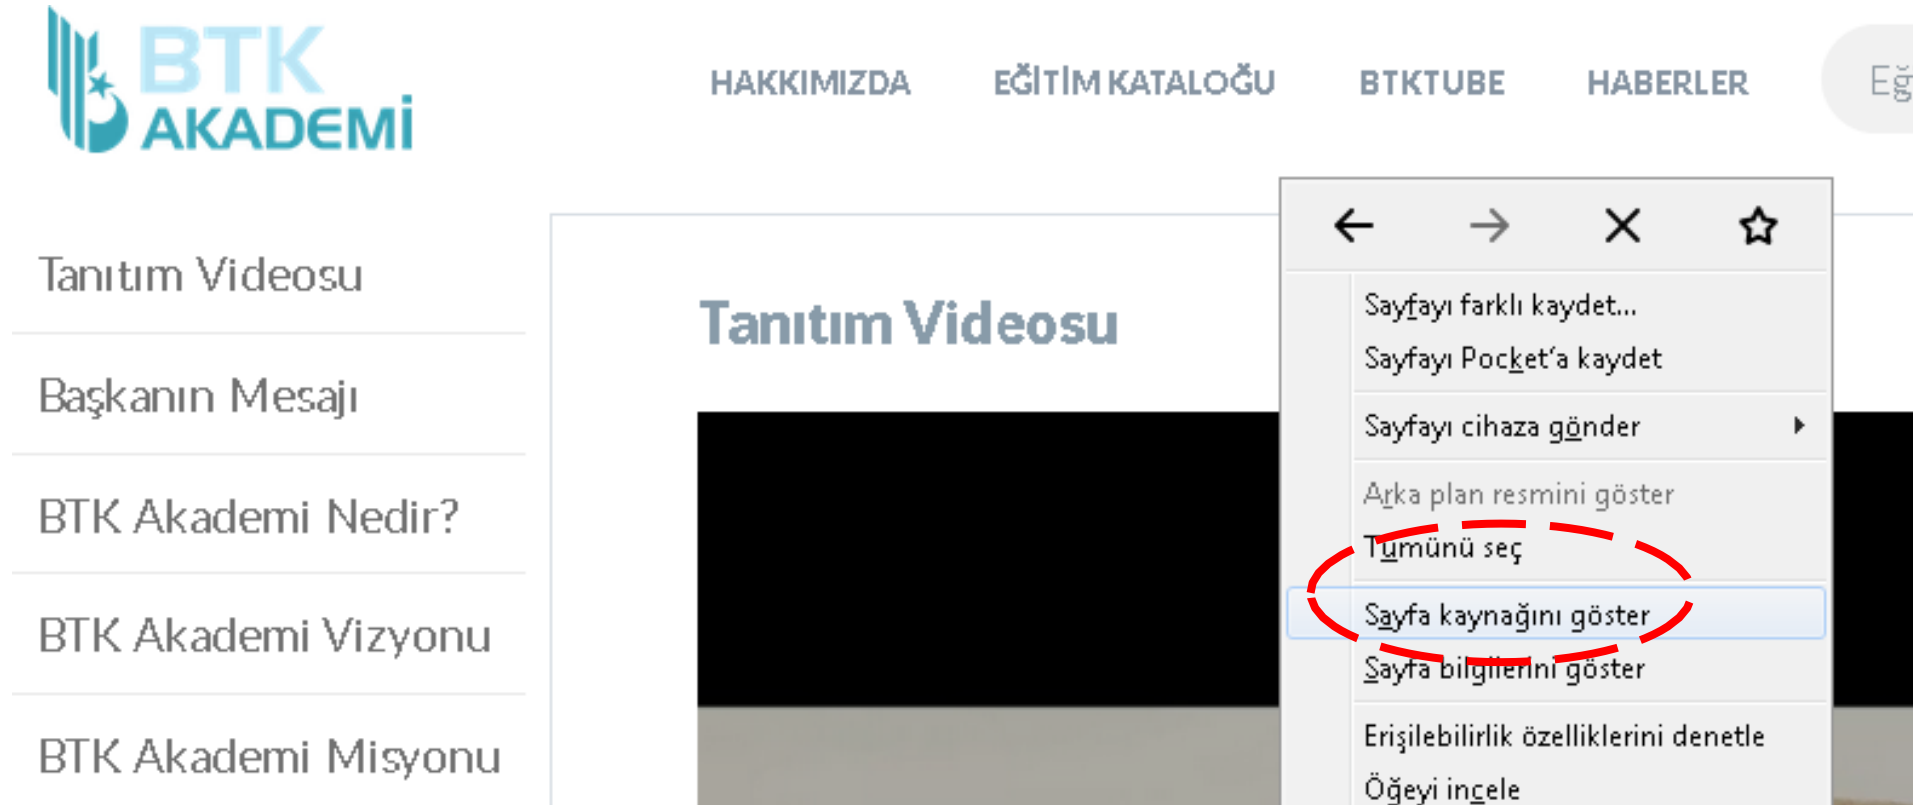 BTK
AKADEMİ
HAKKIMIZDA
EĞİTİM KATALOĞU
BTKTUBE
HABERLER
Tanıtım Videosu
Başkanın Mesajı
BTK Akademi Nedir?
BTK Akademi Vizyonu
BTK Akademi Misyonu
Tanıtım Videosu
Sayfayı farklı kaydet...
Sayfayı Pocket'a kaydet
Sayfayı cihaza gönder
Arka plan resmini göster
Tümünü seç
Sayfa kaynağını göster
Sayfa bilgilerini göster
Erişilebilirlik özelliklerini denetle
Öğeyi incele